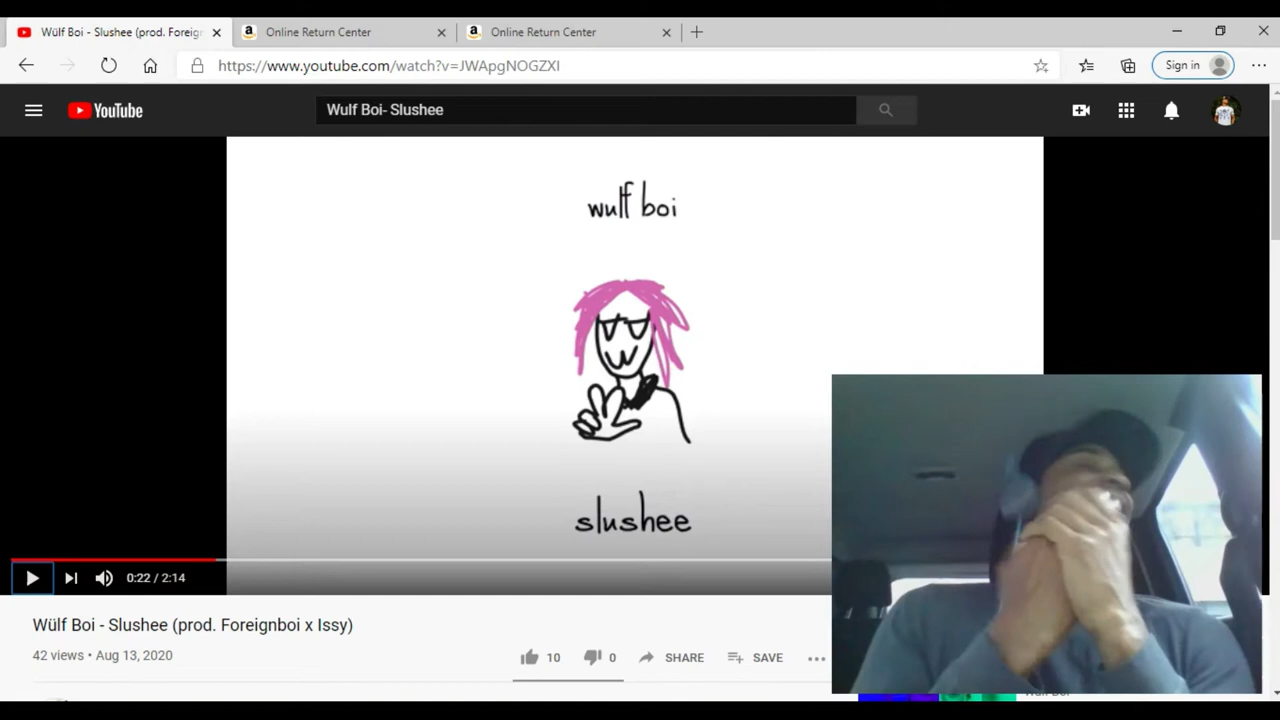 Wülf Boi - Slushee (prod. Foreign
Online Return Center
Online Return Center
https://www.youtube.com/watch?v=JWApgNOGZXI
Sign in
YouTube
Wulf Boi- Slushee
wulf boi
slushee
0:22 / 2:14
Wülf Boi - Slushee (prod. Foreignboi x Issy)
42 views • Aug 13, 2020
10
0
SHARE
SAVE